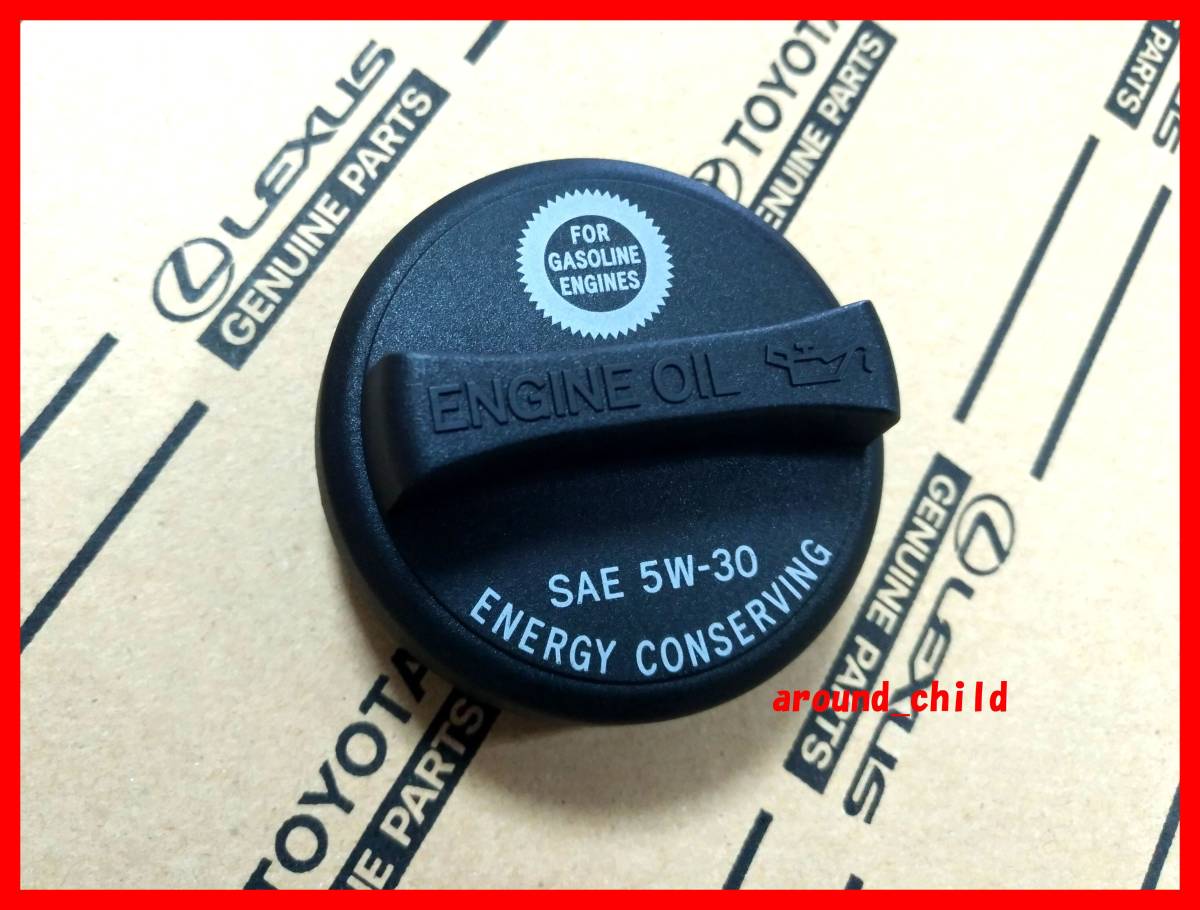 LEXUS
GENUINE PARTS
TOYOTA
GENUINE PARTS
PARTS
FOR
GASOLINE
ENGINES
ENGINE OIL
SAE 5W-30
ENERGY CONSERVING
around_child
LEXUS
GENUINE PARTS
TOYOTA
PARTS